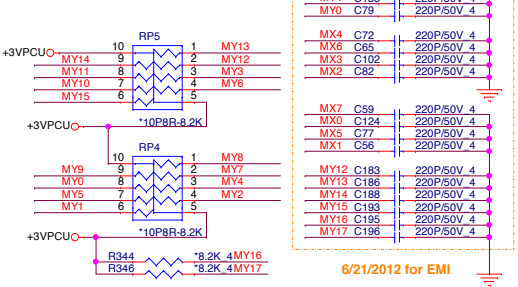 RP5
+3VPCU 10 1 MY13
MY14 9 2 MY12
MY11 8 3 MY3
MY10 7 4 MY6
MY15 6 5
+3VPCU *10P8R-8.2K
RP4
10 1 MY8
MY9 9 2 MY7
MY0 8 3 MY4
MY5 7 4 MY2
MY1 6 5
+3VPCU *10P8R-8.2K
R344 *8.2K_4 MY16
R346 *8.2K_4 MY17
MY0 C79 220P/50V_4
MX4 C72 220P/50V_4
MX6 C65 220P/50V_4
MX3 C102 220P/50V_4
MX2 C82 220P/50V_4
MX7 C59 220P/50V_4
MX0 C124 220P/50V_4
MX5 C77 220P/50V_4
MX1 C56 220P/50V_4
MY12 C183 220P/50V_4
MY13 C186 220P/50V_4
MY14 C188 220P/50V_4
MY15 C193 220P/50V_4
MY16 C195 220P/50V_4
MY17 C196 220P/50V_4
6/21/2012 for EMI